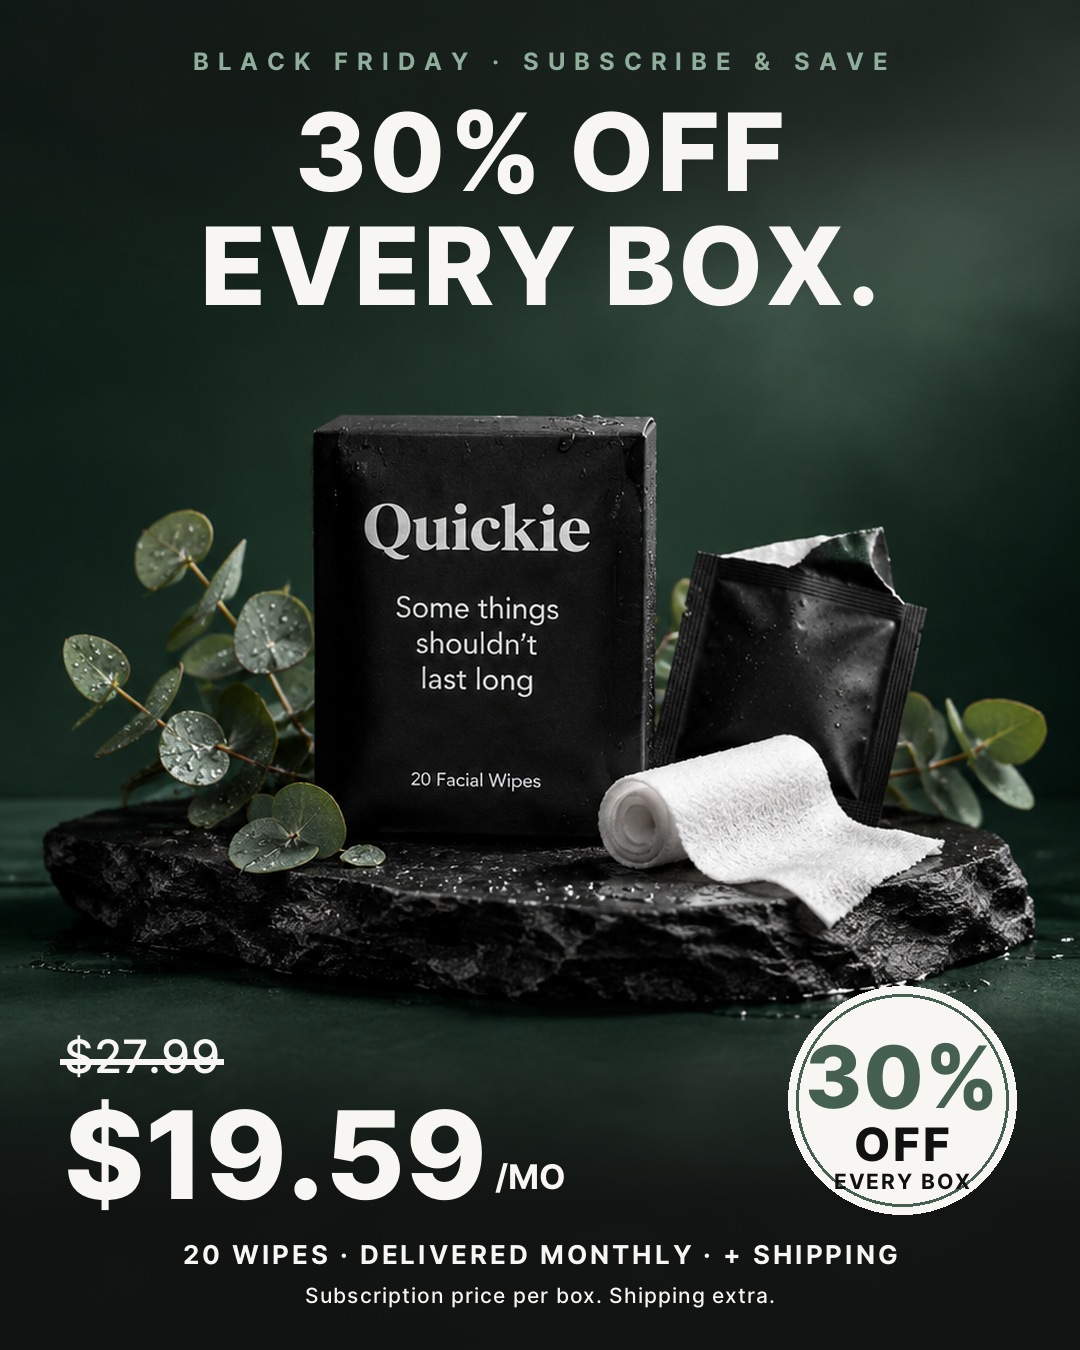 BLACK FRIDAY · SUBSCRIBE & SAVE
30% OFF
EVERY BOX.
Quickie
Some things
shouldn’t
last long
20 Facial Wipes
$27.99
$19.59 /MO
30%
OFF
EVERY BOX
20 WIPES · DELIVERED MONTHLY · + SHIPPING
Subscription price per box. Shipping extra.